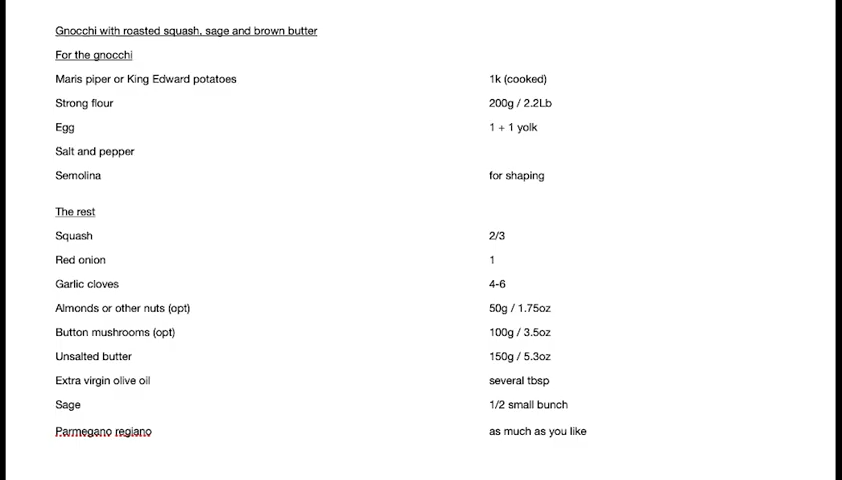 Gnocchi with roasted squash, sage and brown butter
For the gnocchi
Maris piper or King Edward potatoes 1k (cooked)
Strong flour 200g / 2.2Lb
Egg 1 + 1 yolk
Salt and pepper
Semolina for shaping
The rest
Squash 2/3
Red onion 1
Garlic cloves 4-6
Almonds or other nuts (opt) 50g / 1.75oz
Button mushrooms (opt) 100g / 3.5oz
Unsalted butter 150g / 5.3oz
Extra virgin olive oil several tbsp
Sage 1/2 small bunch
Parmegano regiano as much as you like